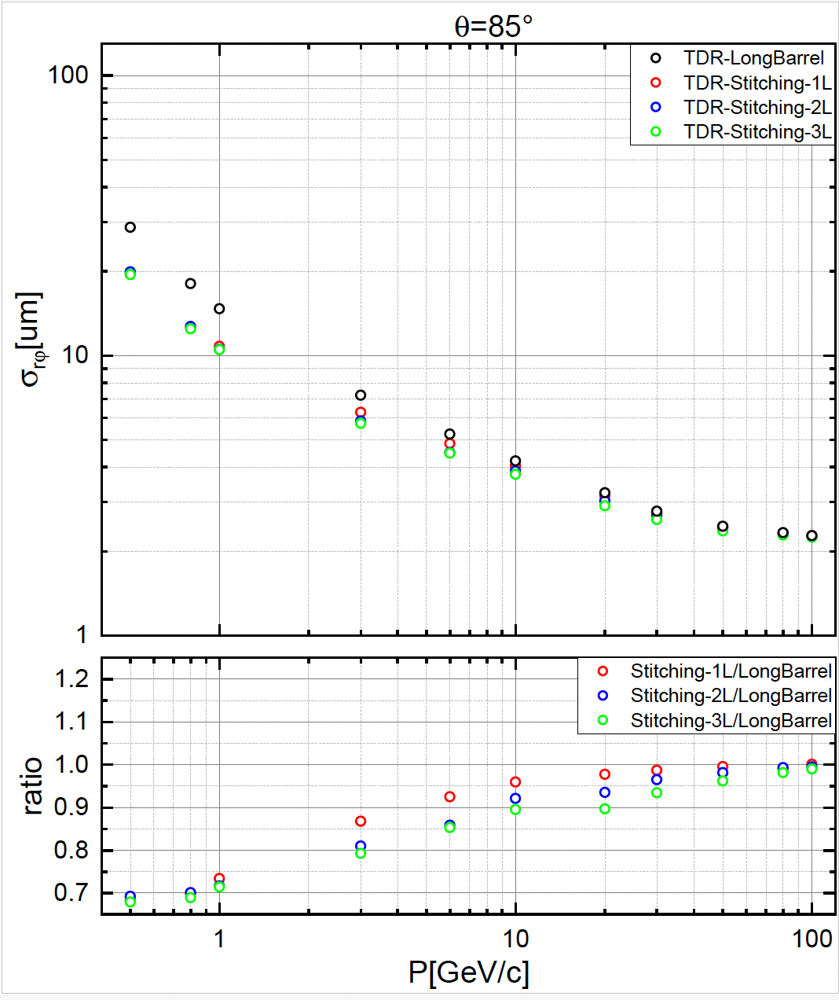 θ=85°
TDR-LongBarrel
TDR-Stitching-1L
TDR-Stitching-2L
TDR-Stitching-3L
100
10
1
σrφ[um]
Stitching-1L/LongBarrel
Stitching-2L/LongBarrel
Stitching-3L/LongBarrel
1.2
1.1
1.0
0.9
0.8
0.7
ratio
1 10 100
P[GeV/c]